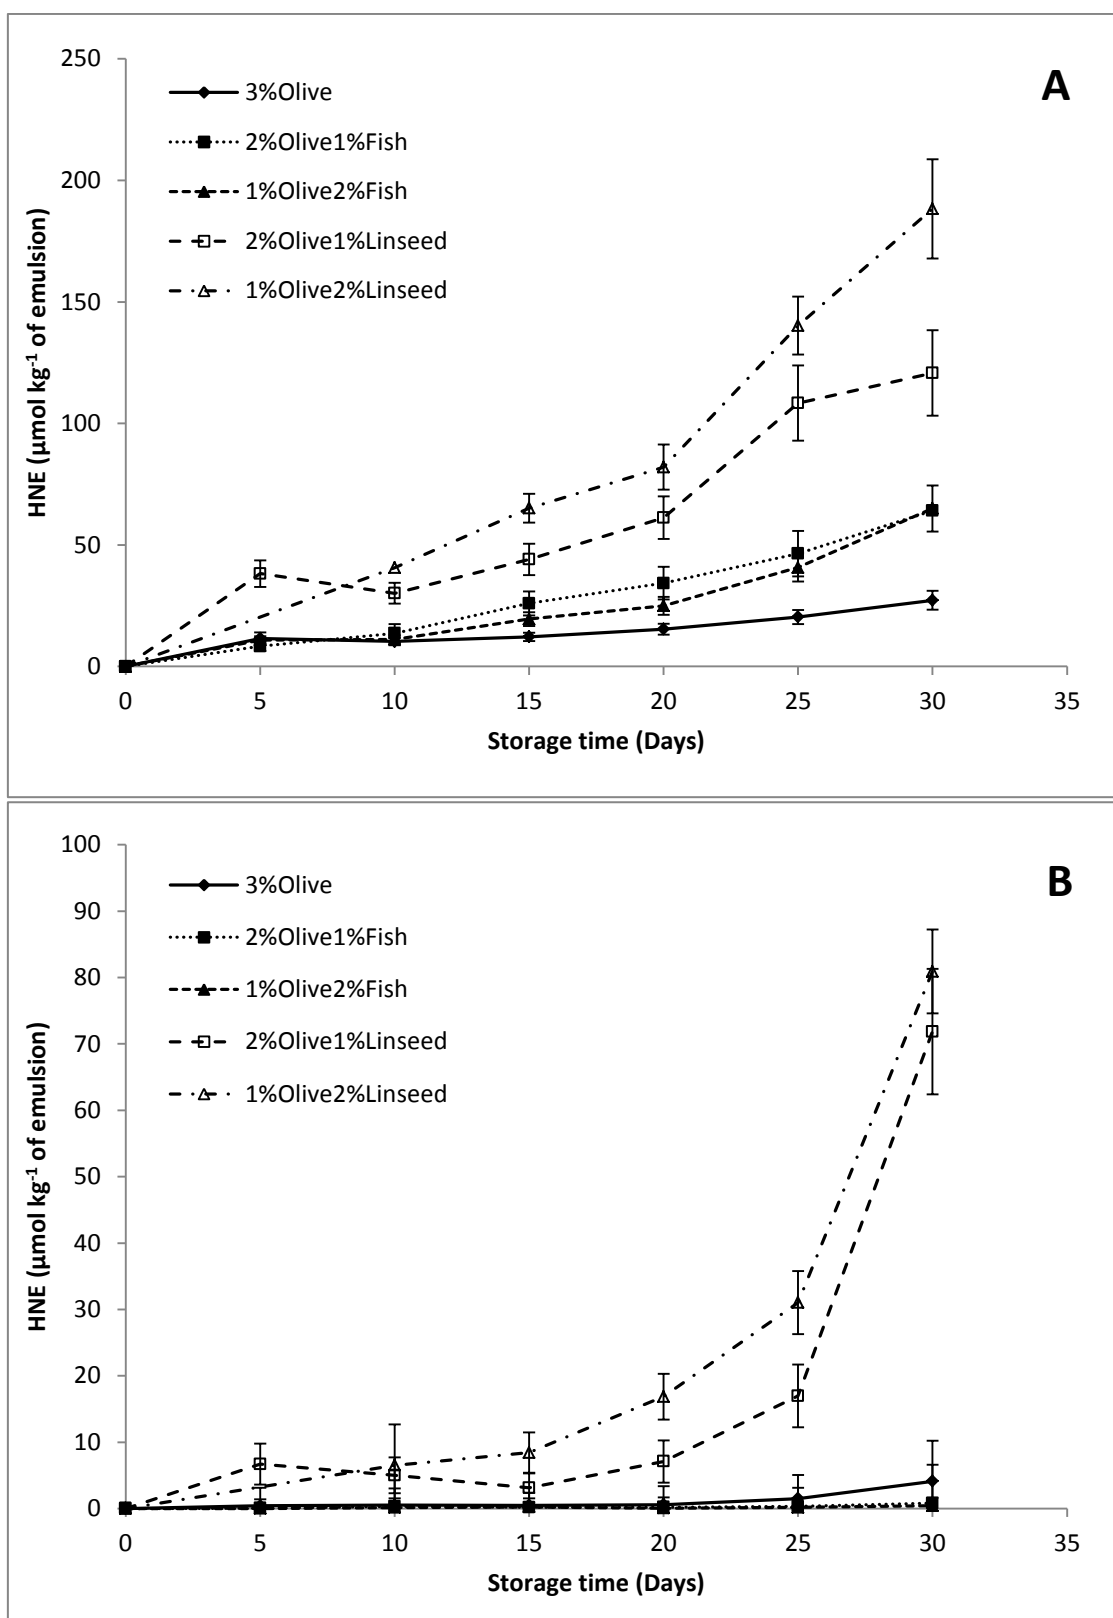 A
250
200
150
100
50
0
HNE (µmol kg⁻¹ of emulsion)
3%Olive
2%Olive1%Fish
1%Olive2%Fish
2%Olive1%Linseed
1%Olive2%Linseed
0 5 10 15 20 25 30 35
Storage time (Days)
B
100
90
80
70
60
50
40
30
20
10
0
HNE (µmol kg⁻¹ of emulsion)
3%Olive
2%Olive1%Fish
1%Olive2%Fish
2%Olive1%Linseed
1%Olive2%Linseed
0 5 10 15 20 25 30 35
Storage time (Days)